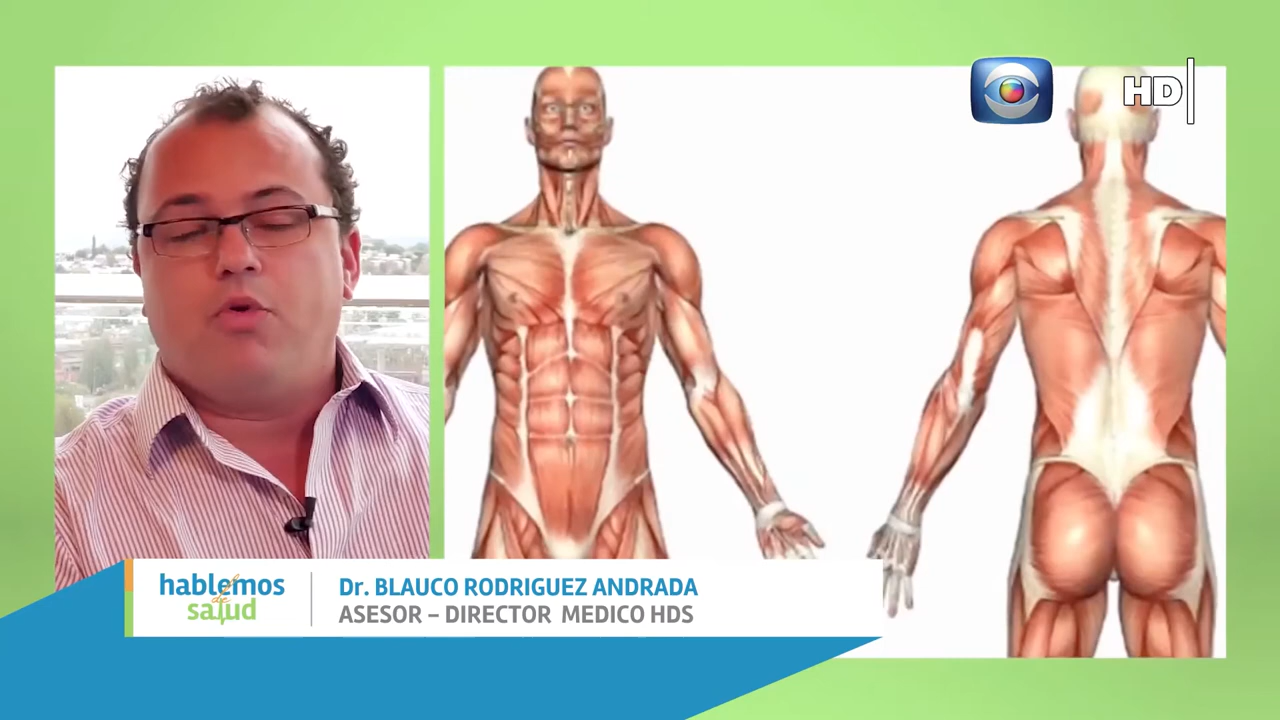 HD
hablemos
de
salud
Dr. BLAUCO RODRIGUEZ ANDRADA
ASESOR – DIRECTOR MEDICO HDS